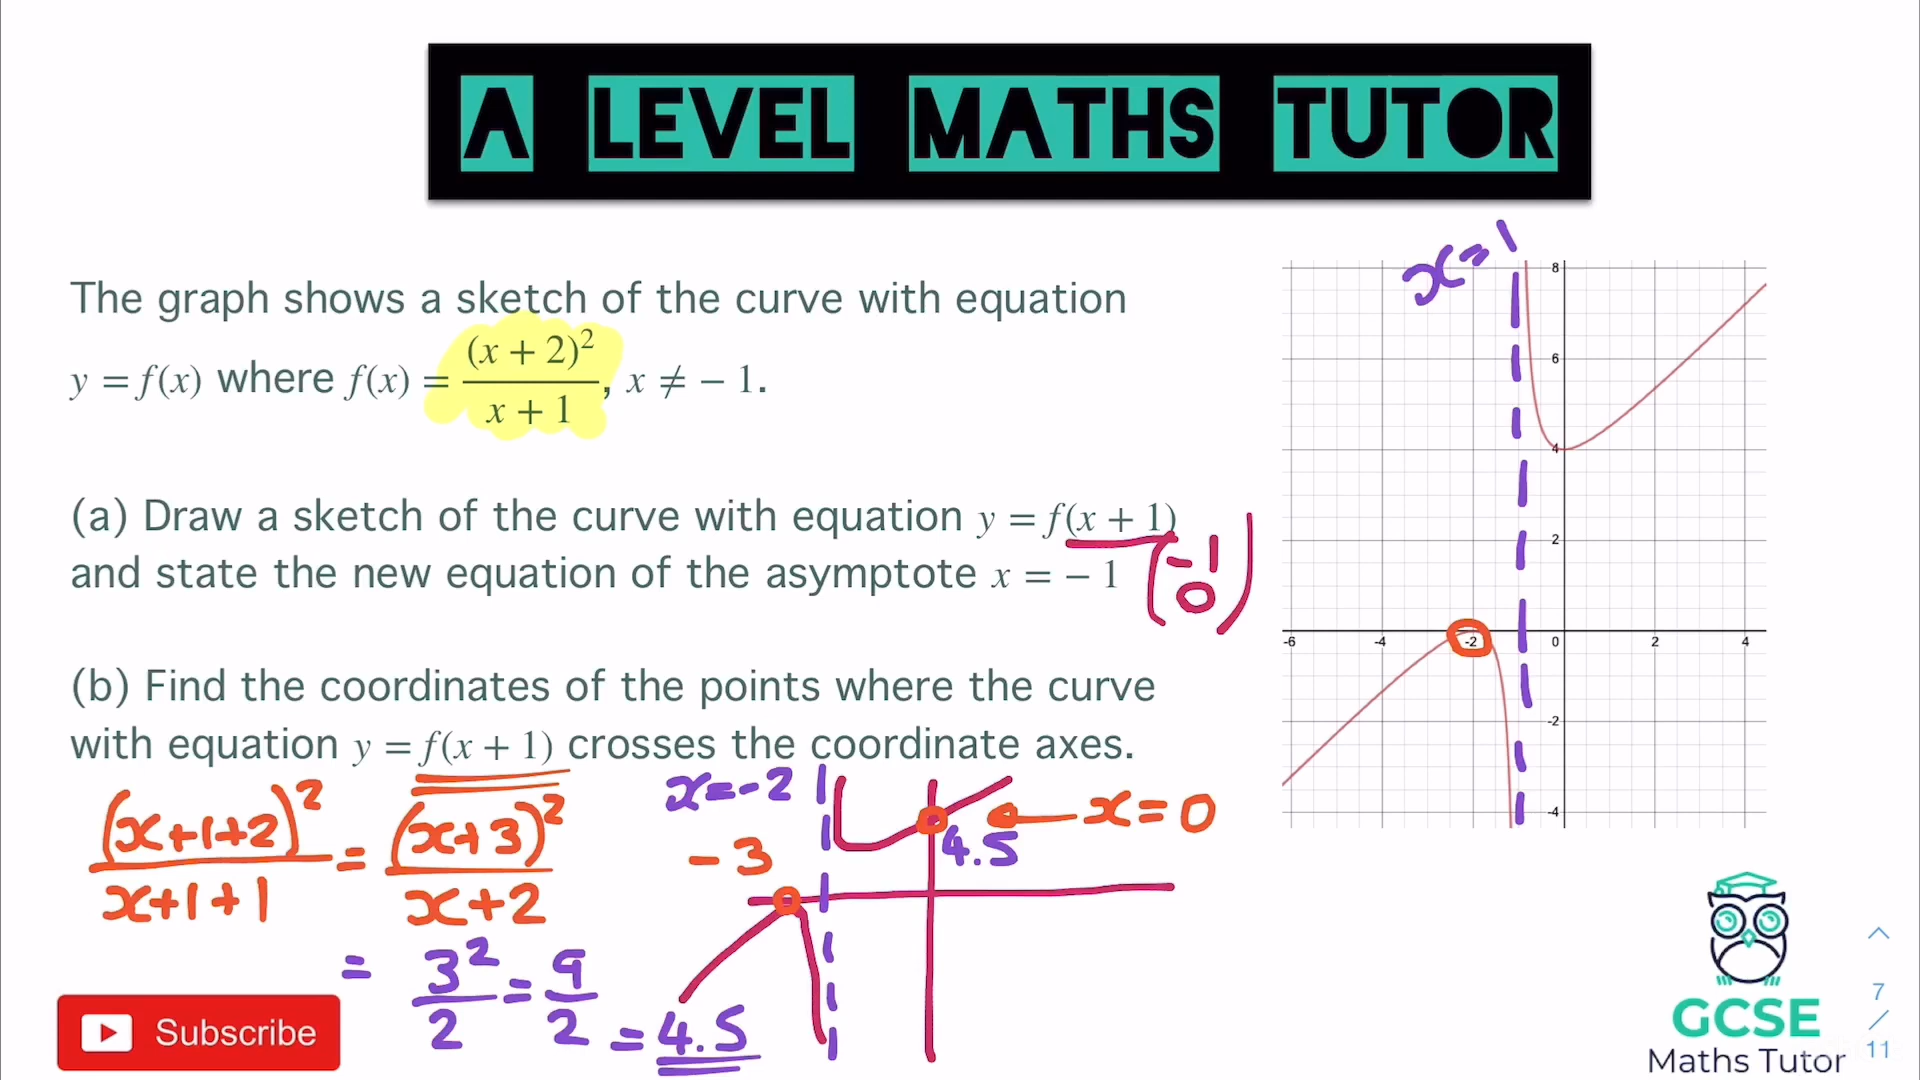 A LEVEL MATHS TUTOR
The graph shows a sketch of the curve with equation
y = f(x) where f(x) = (x + 2)² / (x + 1), x ≠ − 1.
(a) Draw a sketch of the curve with equation y = f(x + 1)
and state the new equation of the asymptote x = − 1
(-1
0)
(b) Find the coordinates of the points where the curve
with equation y = f(x + 1) crosses the coordinate axes.
(x+1+2)² / x+1+1 = (x+3)² / x+2
= 3² / 2 = 9 / 2 = 4.5
x=-2
-3
4.5
x=0
x=1
8
6
4
2
-6 -4 -2 0 2 4
-2
-4
Subscribe
GCSE
Maths Tutor
7
/
11